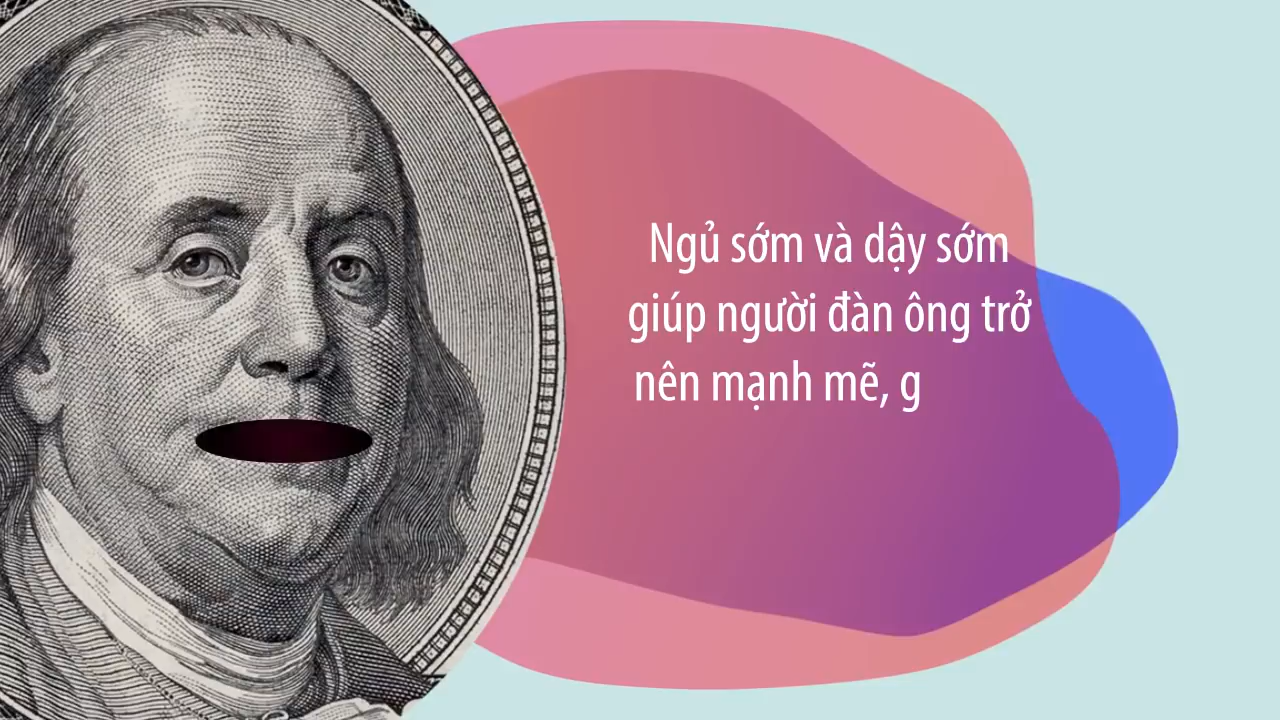 Ngủ sớm và dậy sớm
giúp người đàn ông trở
nên mạnh mẽ, g